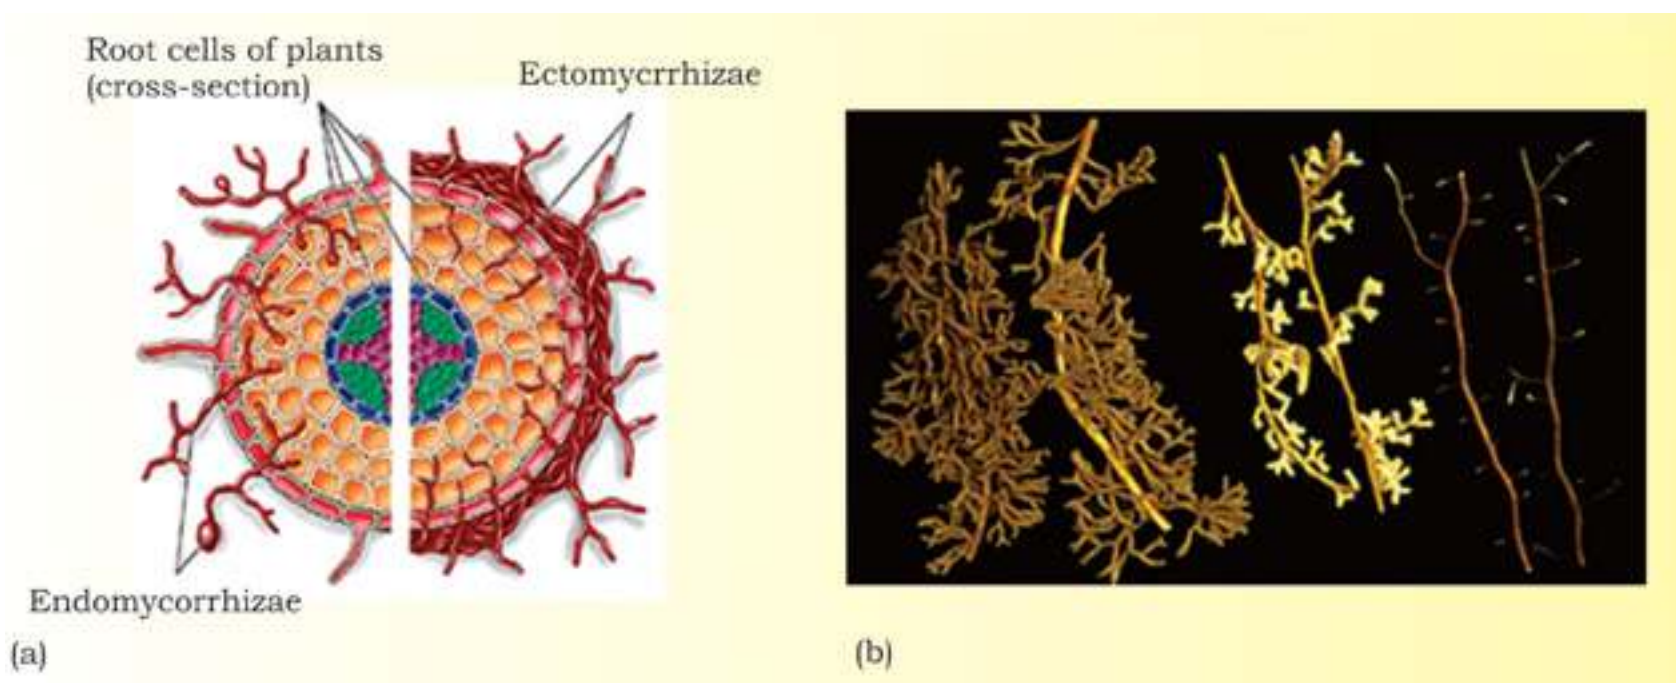 Root cells of plants
(cross-section)
Ectomycrrhizae
Endomycorrhizae
(a)
(b)